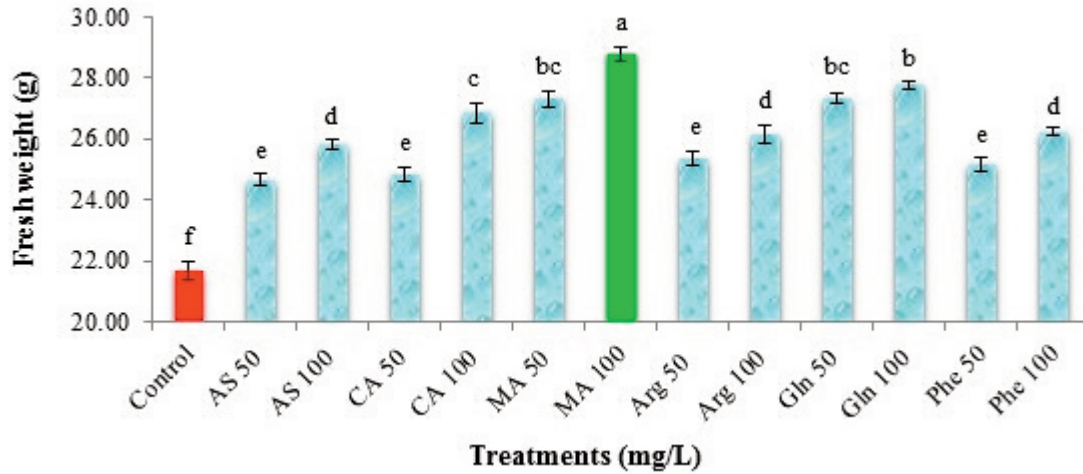 Freshweight (g)
30.00
28.00
26.00
24.00
22.00
20.00
f
e
d
e
c
bc
a
e
d
bc
b
e
d
Control
AS 50
AS 100
CA 50
CA 100
MA 50
MA 100
Arg 50
Arg 100
Gln 50
Gln 100
Phe 50
Phe 100
Treatments (mg/L)